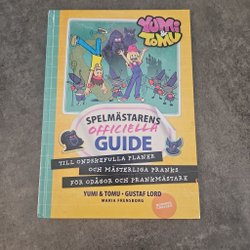 YUMI
& TOMU
SPELMÄSTARENS
OFFICIELLA
GUIDE
TILL ONDSKEFULLA PLANER
OCH MÄSTERLIGA PRANKS
FÖR ODÅGOR OCH PRANKMÄSTARE
YUMI & TOMU • GUSTAF LORD
MARIA FRENSBORG